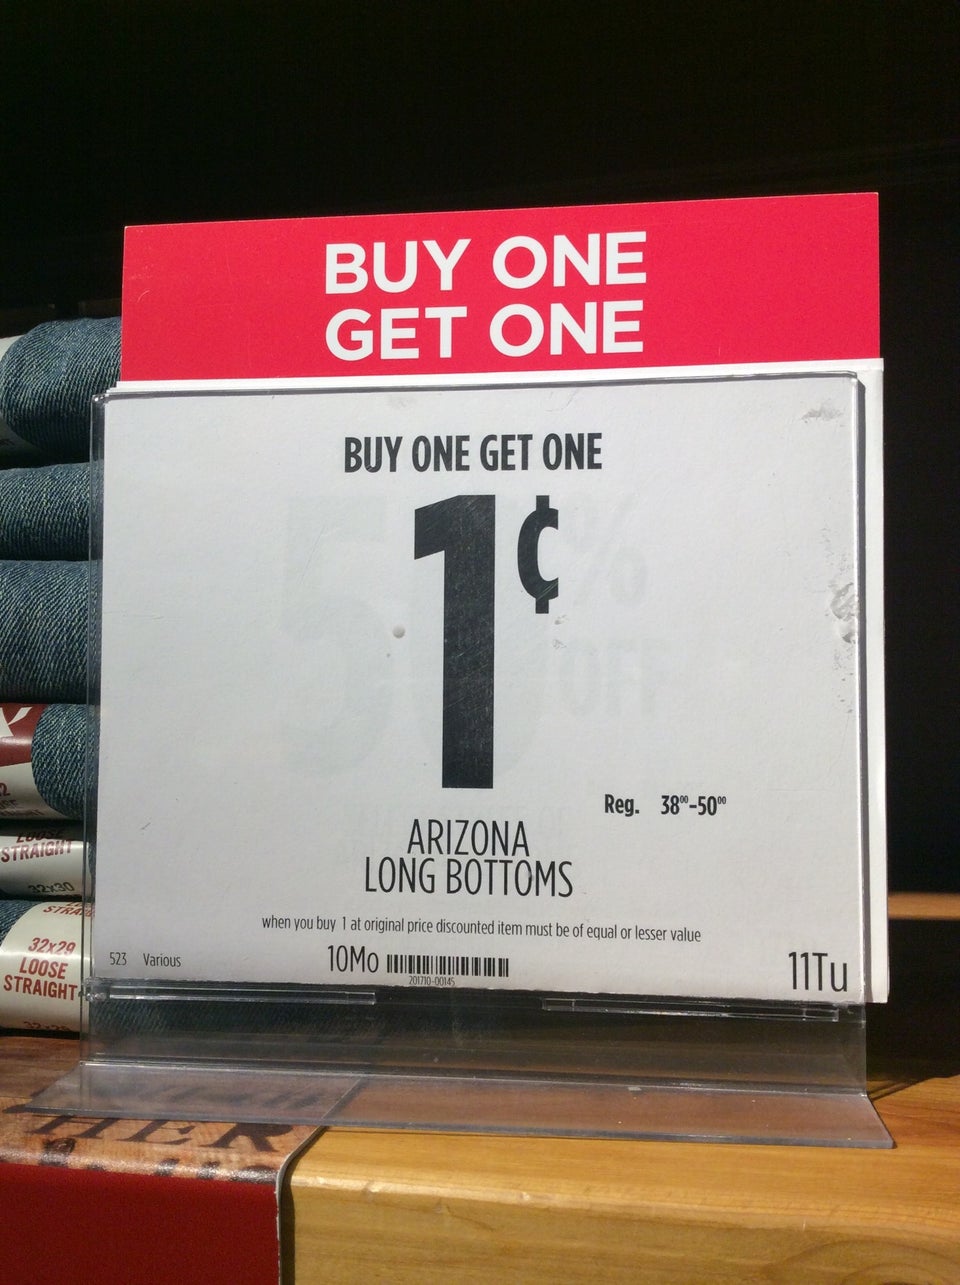 BUY ONE
GET ONE
BUY ONE GET ONE
1¢
Reg. 38⁰⁰-50⁰⁰
ARIZONA
LONG BOTTOMS
when you buy 1 at original price discounted item must be of equal or lesser value
523 Various
10Mo
201710-00145
11Tu
LOOSE
STRAIGHT
32x30
32x29
LOOSE
STRAIGHT
32x29